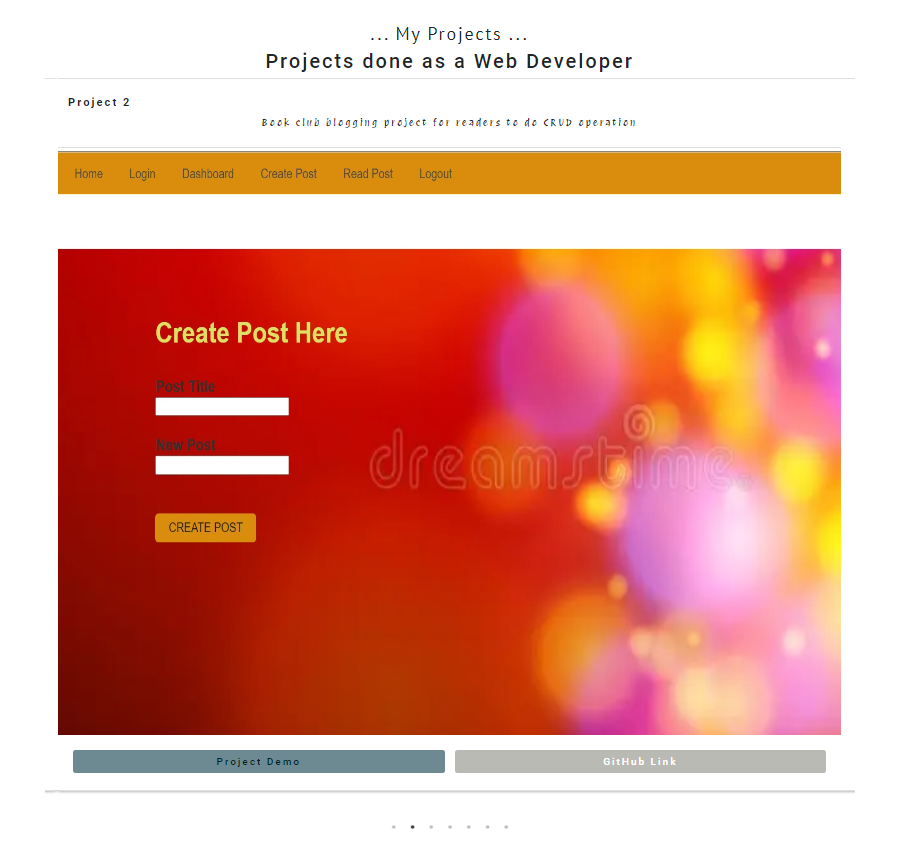 ... My Projects ...
Projects done as a Web Developer
Project 2
Book club blogging project for readers to do CRUD operation
Home Login Dashboard Create Post Read Post Logout
Create Post Here
Post Title
New Post
dreamstime
CREATE POST
Project Demo GitHub Link